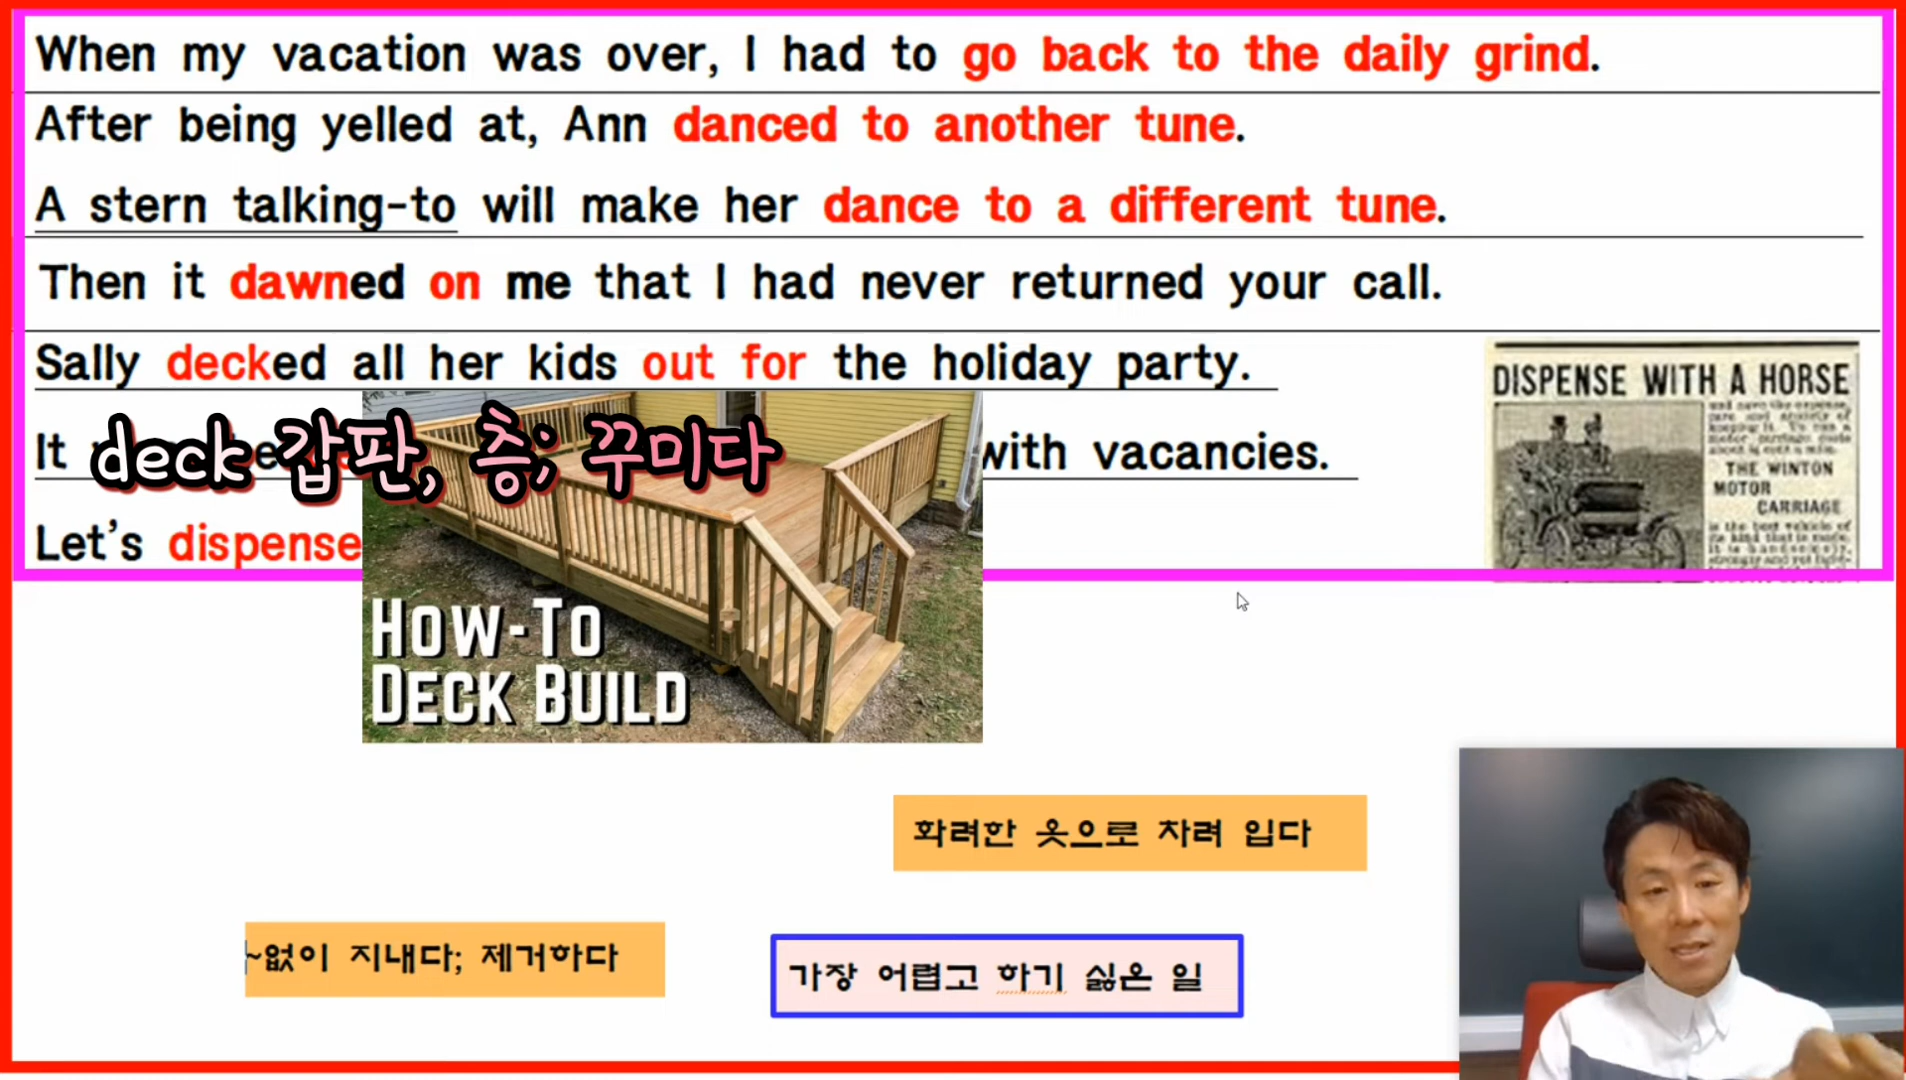 When my vacation was over, I had to go back to the daily grind.
After being yelled at, Ann danced to another tune.
A stern talking-to will make her dance to a different tune.
Then it dawned on me that I had never returned your call.
Sally decked all her kids out for the holiday party.
It with vacancies.
deck 갑판, 층; 꾸미다
Let's dispense
DISPENSE WITH A HORSE
THE WINTON
MOTOR
CARRIAGE
HOW-TO
DECK BUILD
화려한 옷으로 차려 입다
~없이 지내다; 제거하다
가장 어렵고 하기 싫은 일